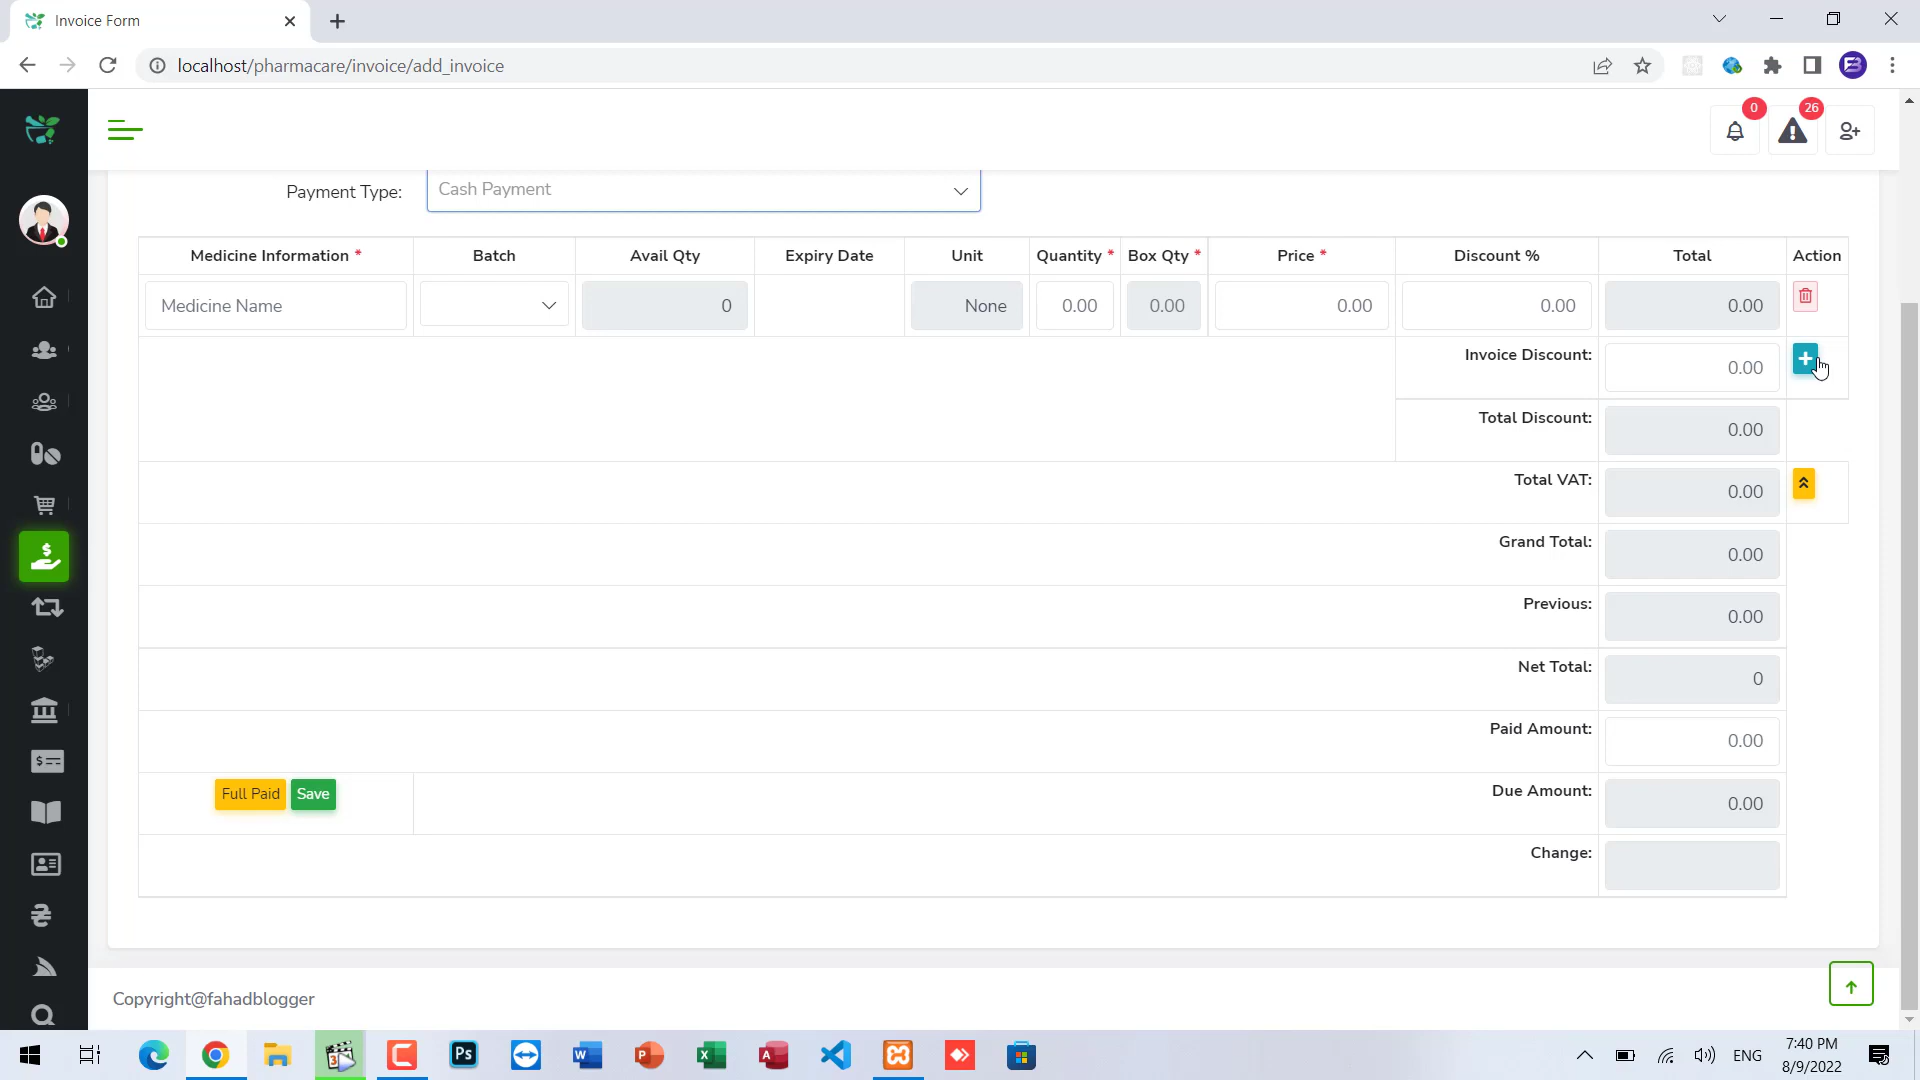 Invoice Form
localhost/pharmacare/invoice/add_invoice
0
26
Payment Type:
Cash Payment
Medicine Information * Batch Avail Qty Expiry Date Unit Quantity * Box Qty * Price * Discount % Total Action
Medicine Name 0 None 0.00 0.00 0.00 0.00 0.00
Invoice Discount: 0.00
Total Discount: 0.00
Total VAT: 0.00
Grand Total: 0.00
Previous: 0.00
Net Total: 0
Paid Amount: 0.00
Full Paid Save Due Amount: 0.00
Change:
Copyright@fahadblogger
ENG
7:40 PM
8/9/2022